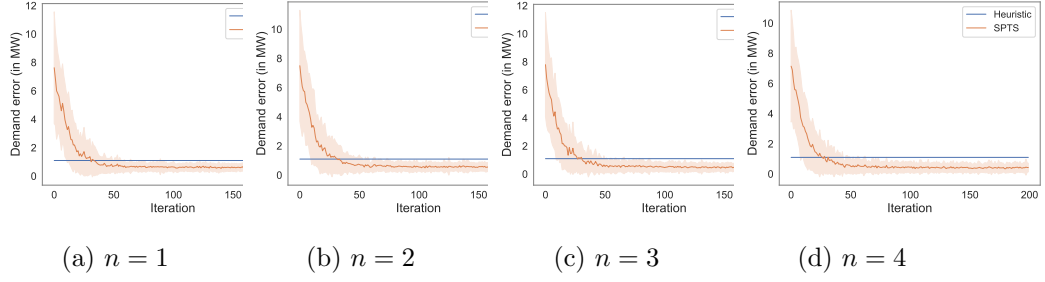 12
10
8
6
4
2
0
Demand error (in MW)
0 50 100 150
Iteration
(a) n = 1
10
8
6
4
2
0
Demand error (in MW)
0 50 100 150
Iteration
(b) n = 2
12
10
8
6
4
2
0
Demand error (in MW)
0 50 100 150
Iteration
(c) n = 3
10
8
6
4
2
0
Demand error (in MW)
Heuristic
SPTS
0 50 100 150 200
Iteration
(d) n = 4